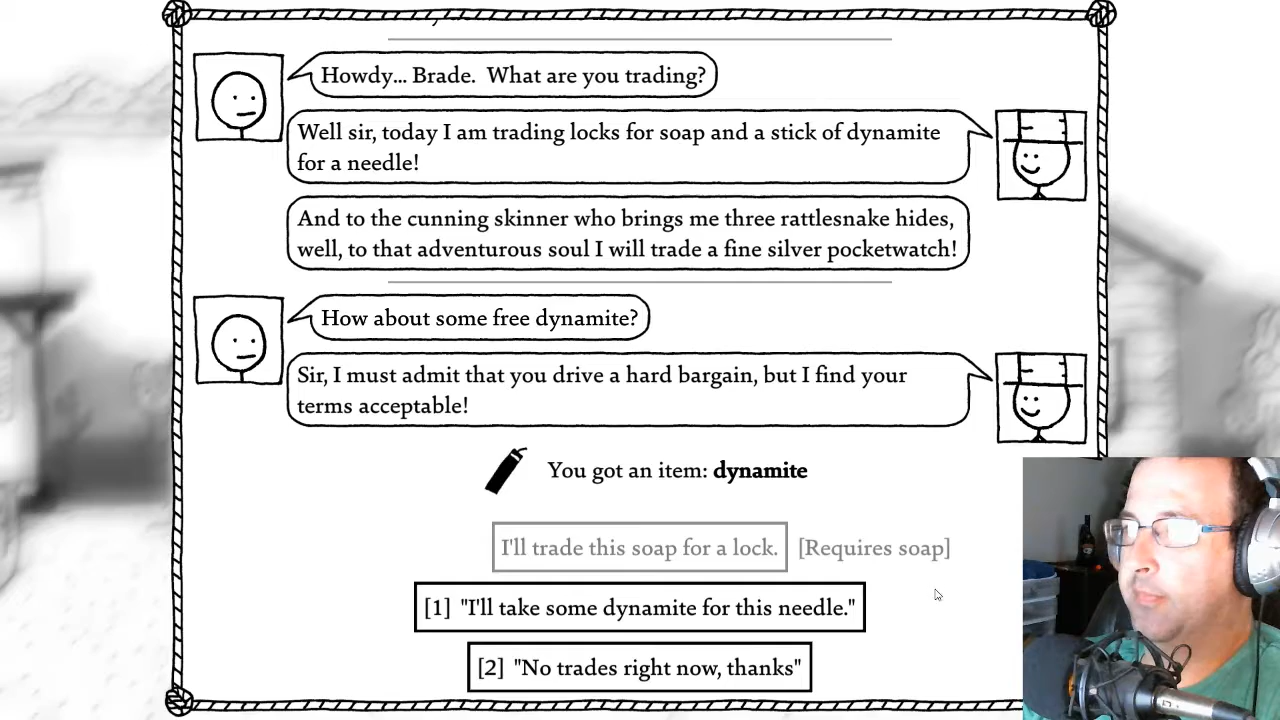 Howdy... Brade. What are you trading?
Well sir, today I am trading locks for soap and a stick of dynamite
for a needle!
And to the cunning skinner who brings me three rattlesnake hides,
well, to that adventurous soul I will trade a fine silver pocketwatch!
How about some free dynamite?
Sir, I must admit that you drive a hard bargain, but I find your
terms acceptable!
You got an item: dynamite
I'll trade this soap for a lock. [Requires soap]
[1] "I'll take some dynamite for this needle."
[2] "No trades right now, thanks"